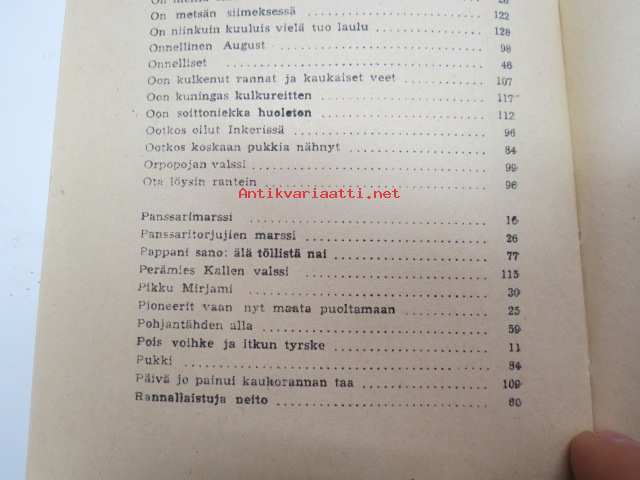 On metsän siimeksessä 122
On niinkuin kuuluis vielä tuo laulu 128
Onnellinen August 98
Onnelliset 46
Oon kulkenut rannat ja kaukaiset veet 107
Oon kuningas kulkureitten 117
Oon soittoniekka huoleton 112
Ootkos ollut Inkerissä 96
Ootkos koskaan pukkia nähnyt 84
Orpopojan valssi 99
Ota löysin rantein 96
Antikvariaatti.net
Panssarimarssi 16
Panssaritorjujien marssi 26
Pappani sano: älä töllistä nai 77
Perämies Kallen valssi 115
Pikku Mirjami 30
Pioneerit vaan nyt maata puoltamaan 25
Pohjantähden alla 59
Pois voihke ja itkun tyrske 11
Pukki 84
Päivä jo painui kaukorannan taa 109
Rannallaistuja neito 60